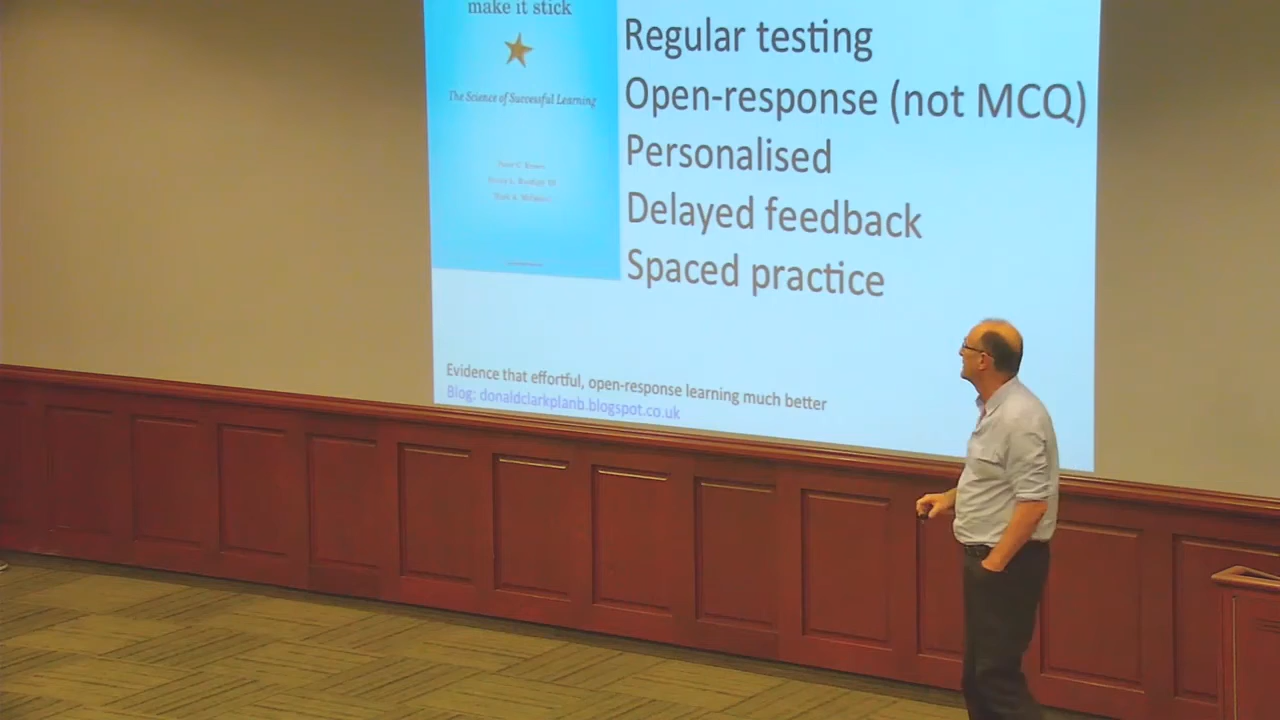 make it stick
The Science of Successful Learning
Regular testing
Open-response (not MCQ)
Personalised
Delayed feedback
Spaced practice
Evidence that effortful, open-response learning much better
Blog: donaldclarkplanb.blogspot.co.uk